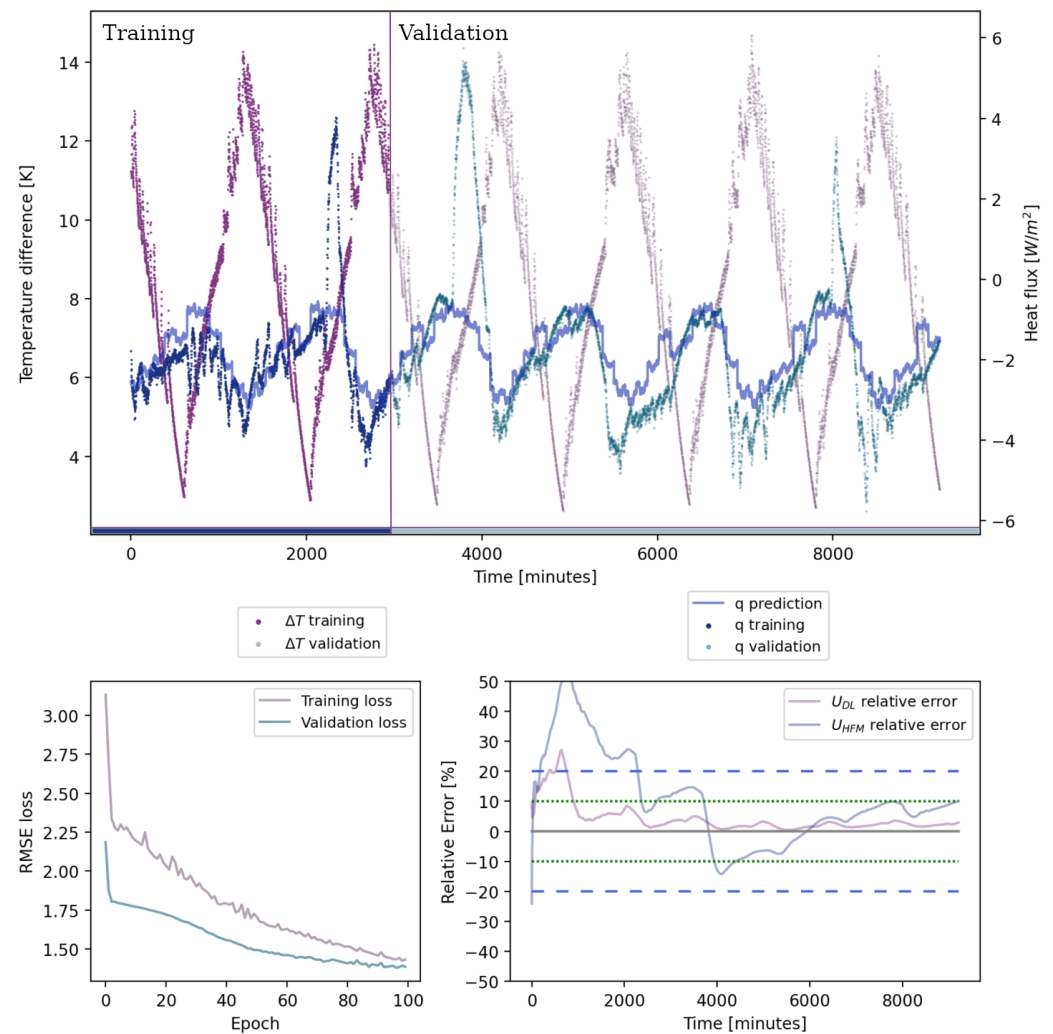 Training
Validation
14
12
10
8
6
4
Temperature difference [K]
6
4
2
0
−2
−4
−6
Heat flux [W/m²]
0
2000
4000
6000
8000
Time [minutes]
ΔT training
ΔT validation
q prediction
q training
q validation
3.00
2.75
2.50
2.25
2.00
1.75
1.50
RMSE loss
Training loss
Validation loss
0
20
40
60
80
100
Epoch
50
40
30
20
10
0
−10
−20
−30
−40
−50
Relative Error [%]
U_DL relative error
U_HFM relative error
0
2000
4000
6000
8000
Time [minutes]